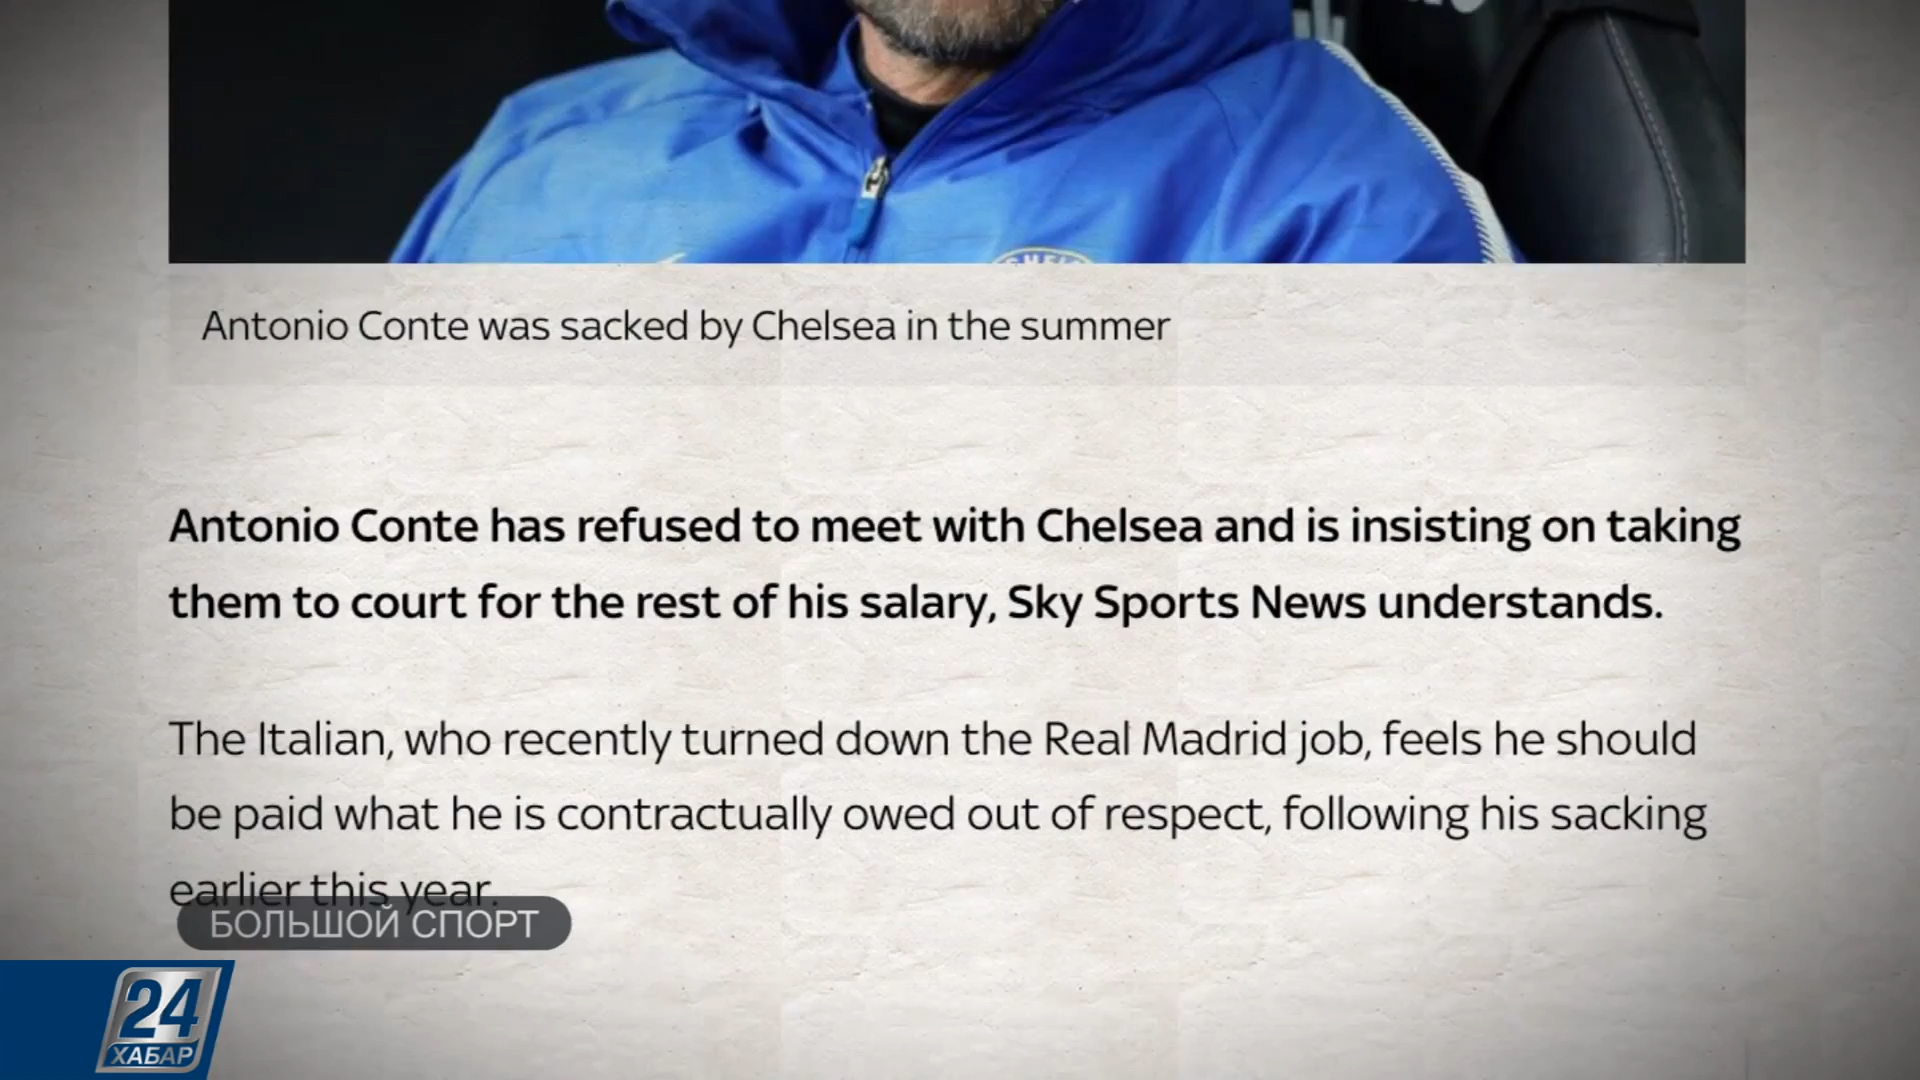 CHELSEA
Antonio Conte was sacked by Chelsea in the summer
Antonio Conte has refused to meet with Chelsea and is insisting on taking
them to court for the rest of his salary, Sky Sports News understands.
The Italian, who recently turned down the Real Madrid job, feels he should
be paid what he is contractually owed out of respect, following his sacking
earlier this year.
БОЛЬШОЙ СПОРТ
24
ХАБАР